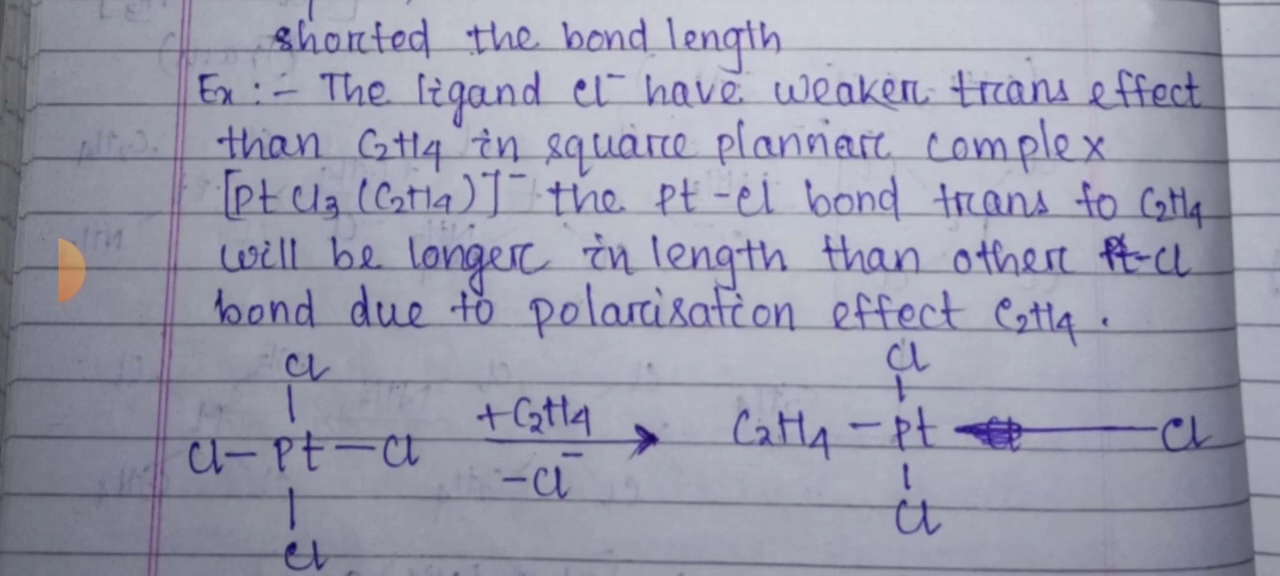 shorted the bond length
Ex :- The ligand Cl⁻ have weaker trans effect
than C₂H₄ in square plannar complex
[Pt Cl₃ (C₂H₄)]⁻ the Pt-Cl bond trans to C₂H₄
will be longer in length than other Pt-Cl
bond due to polarisation effect C₂H₄.
Cl
Cl-Pt-Cl
Cl
+C₂H₄
-Cl⁻
Cl
C₂H₄-Pt-Cl
Cl